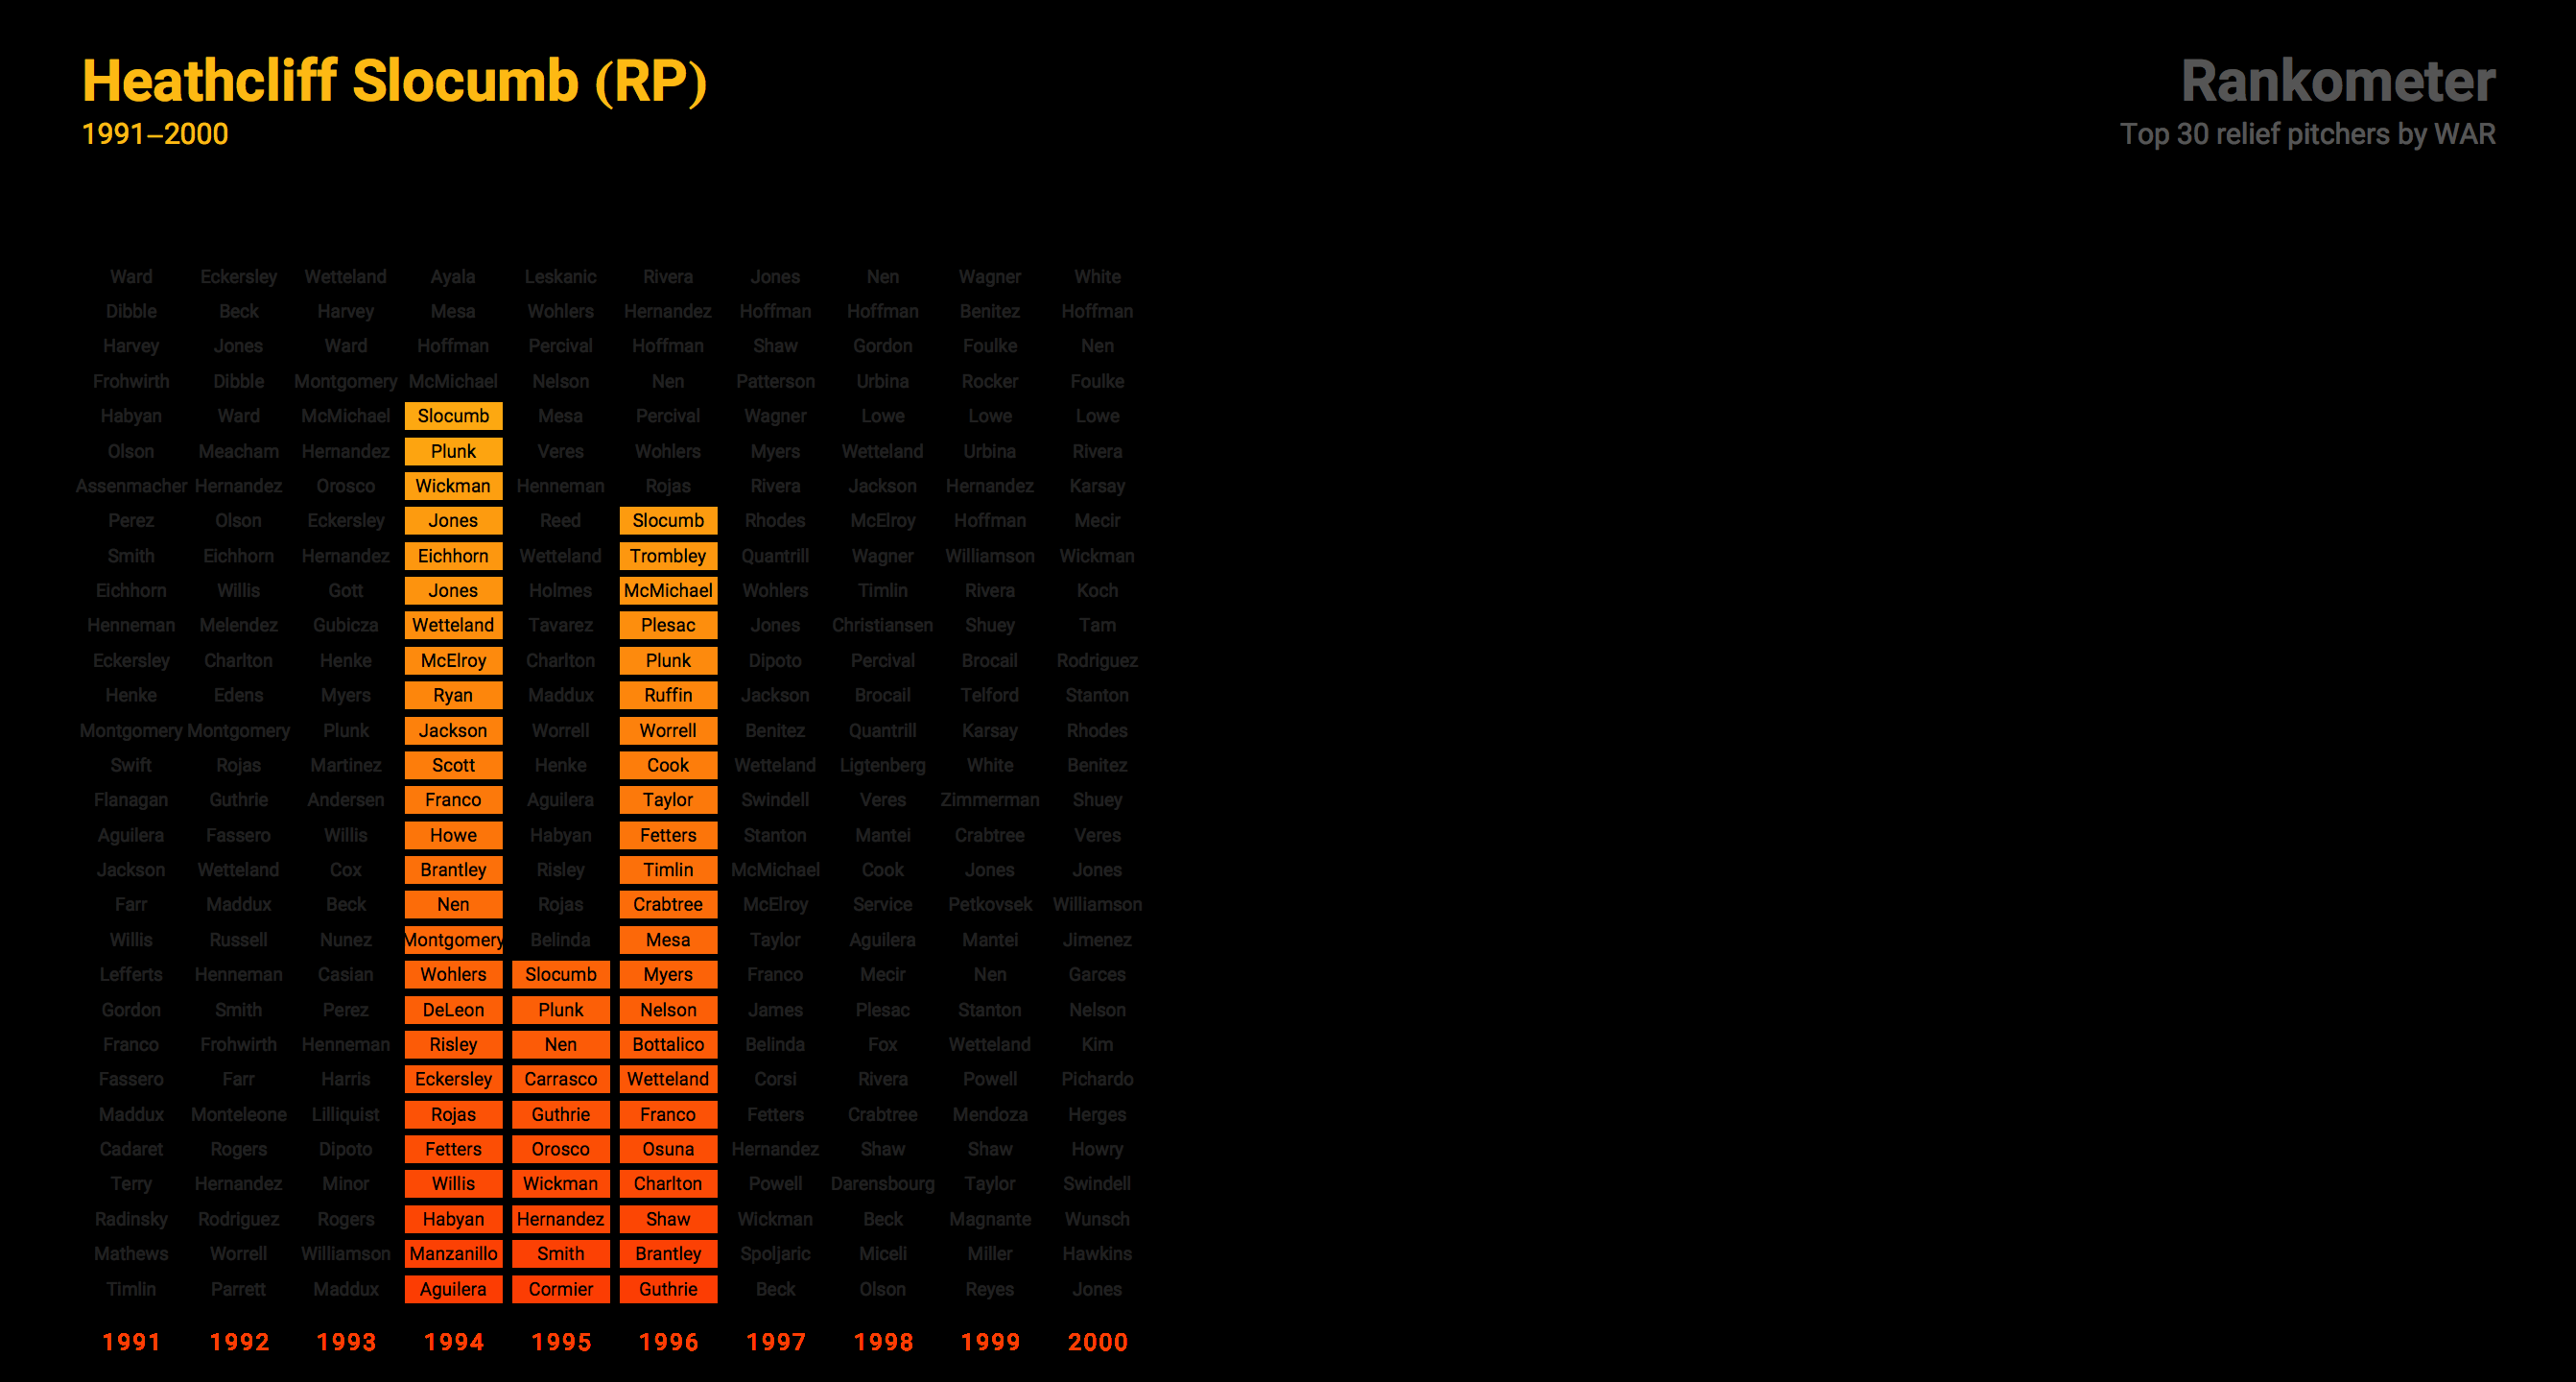 Heathcliff Slocumb (RP)
1991–2000
Rankometer
Top 30 relief pitchers by WAR
Ward Eckersley Wetteland Ayala Leskanic Rivera Jones Nen Wagner White
Dibble Beck Harvey Mesa Wohlers Hernandez Hoffman Hoffman Benitez Hoffman
Harvey Jones Ward Hoffman Percival Hoffman Shaw Gordon Foulke Nen
Frohwirth Dibble Montgomery McMichael Nelson Nen Patterson Urbina Rocker Foulke
Habyan Ward McMichael Slocumb Mesa Percival Wagner Lowe Lowe Lowe
Olson Meacham Hernandez Plunk Veres Wohlers Myers Wetteland Urbina Rivera
Assenmacher Hernandez Orosco Wickman Henneman Rojas Rivera Jackson Hernandez Karsay
Perez Olson Eckersley Jones Reed Slocumb Rhodes McElroy Hoffman Mecir
Smith Eichhorn Hernandez Eichhorn Wetteland Trombley Quantrill Wagner Williamson Wickman
Eichhorn Willis Gott Jones Holmes McMichael Wohlers Timlin Rivera Koch
Henneman Melendez Gubicza Wetteland Tavarez Plesac Jones Christiansen Shuey Tam
Eckersley Charlton Henke McElroy Charlton Plunk Dipoto Percival Brocail Rodriguez
Henke Edens Myers Ryan Maddux Ruffin Jackson Brocail Telford Stanton
Montgomery Montgomery Plunk Jackson Worrell Worrell Benitez Quantrill Karsay Rhodes
Swift Rojas Martinez Scott Henke Cook Wetteland Ligtenberg White Benitez
Flanagan Guthrie Andersen Franco Aguilera Taylor Swindell Veres Zimmerman Shuey
Aguilera Fassero Willis Howe Habyan Fetters Stanton Mantei Crabtree Veres
Jackson Wetteland Cox Brantley Risley Timlin McMichael Cook Jones Jones
Farr Maddux Beck Nen Rojas Crabtree McElroy Service Petkovsek Williamson
Willis Russell Nunez Montgomery Belinda Mesa Taylor Aguilera Mantei Jimenez
Lefferts Henneman Casian Wohlers Slocumb Myers Franco Mecir Nen Garces
Gordon Smith Perez DeLeon Plunk Nelson James Plesac Stanton Nelson
Franco Frohwirth Henneman Risley Nen Bottalico Belinda Fox Wetteland Kim
Fassero Farr Harris Eckersley Carrasco Wetteland Corsi Rivera Powell Pichardo
Maddux Monteleone Lilliquist Rojas Guthrie Franco Fetters Crabtree Mendoza Herges
Cadaret Rogers Dipoto Fetters Orosco Osuna Hernandez Shaw Shaw Howry
Terry Hernandez Minor Willis Wickman Charlton Powell Darensbourg Taylor Swindell
Radinsky Rodriguez Rogers Habyan Hernandez Shaw Wickman Beck Magnante Wunsch
Mathews Worrell Williamson Manzanillo Smith Brantley Spoljaric Miceli Miller Hawkins
Timlin Parrett Maddux Aguilera Cormier Guthrie Beck Olson Reyes Jones
1991 1992 1993 1994 1995 1996 1997 1998 1999 2000